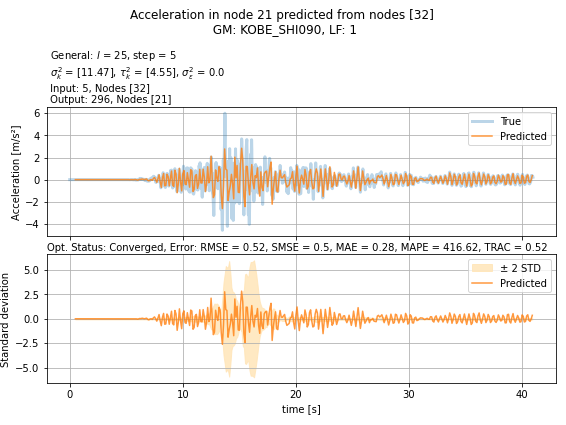 Acceleration in node 21 predicted from nodes [32]
GM: KOBE_SHI090, LF: 1
General: l = 25, step = 5
σ²ₖ = [11.47], τ²ₖ = [4.55], σ²ε = 0.0
Input: 5, Nodes [32]
Output: 296, Nodes [21]
Acceleration [m/s²]
6
4
2
0
−2
−4
True
Predicted
Opt. Status: Converged, Error: RMSE = 0.52, SMSE = 0.5, MAE = 0.28, MAPE = 416.62, TRAC = 0.52
Standard deviation
5.0
2.5
0.0
−2.5
−5.0
± 2 STD
Predicted
0 10 20 30 40
time [s]